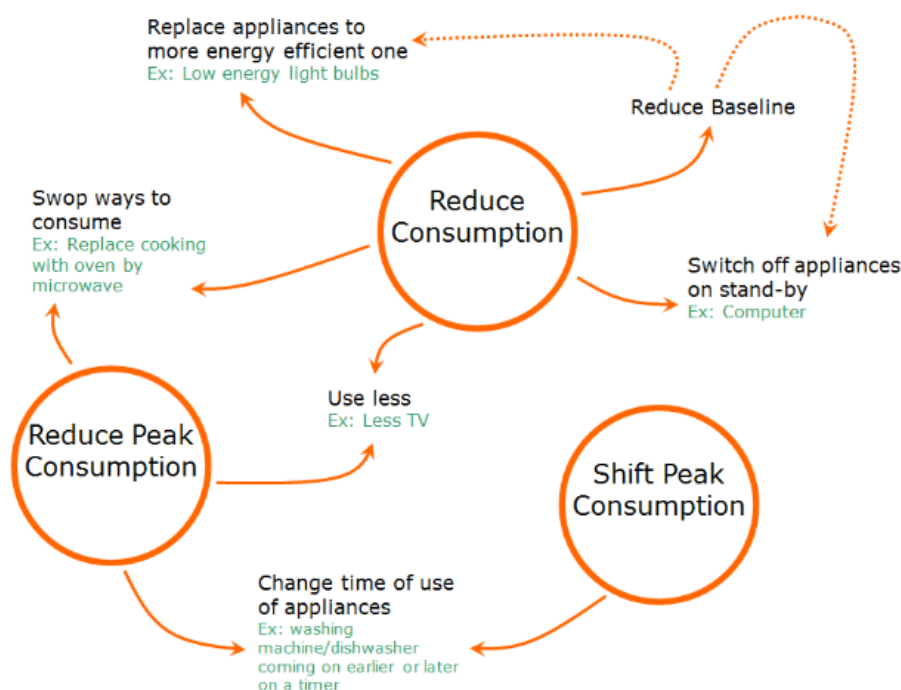 Replace appliances to
more energy efficient one
Ex: Low energy light bulbs
Reduce Baseline
Reduce
Consumption
Swop ways to
consume
Ex: Replace cooking
with oven by
microwave
Switch off appliances
on stand-by
Ex: Computer
Use less
Ex: Less TV
Reduce Peak
Consumption
Shift Peak
Consumption
Change time of use
of appliances
Ex: washing
machine/dishwasher
coming on earlier or later
on a timer